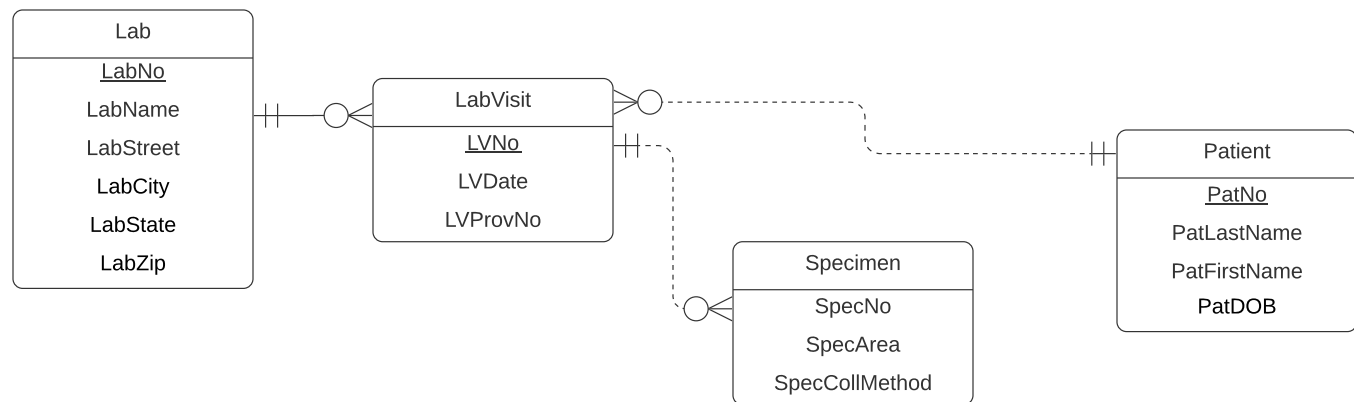 Lab
LabNo
LabName
LabStreet
LabCity
LabState
LabZip
LabVisit
LVNo
LVDate
LVProvNo
Specimen
SpecNo
SpecArea
SpecCollMethod
Patient
PatNo
PatLastName
PatFirstName
PatDOB